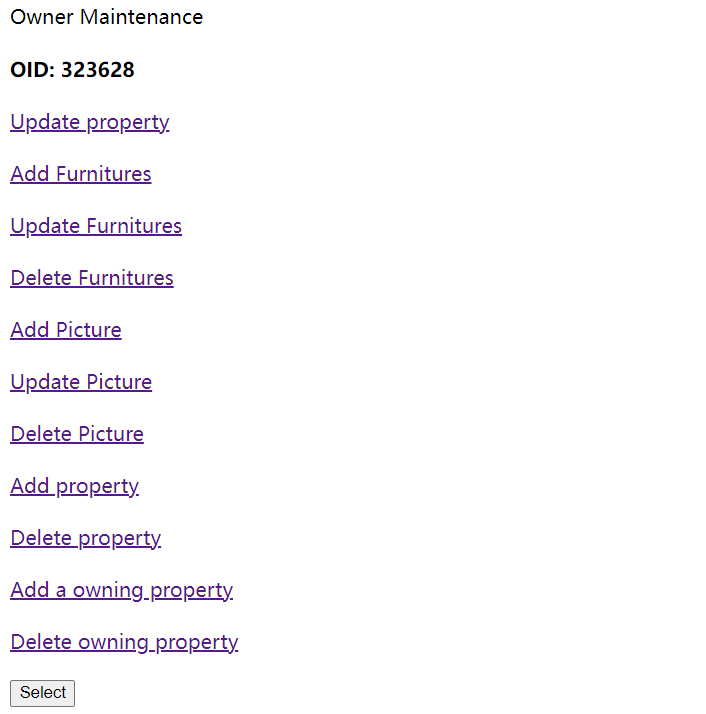 Owner Maintenance
OID: 323628
Update property
Add Furnitures
Update Furnitures
Delete Furnitures
Add Picture
Update Picture
Delete Picture
Add property
Delete property
Add a owning property
Delete owning property
Select